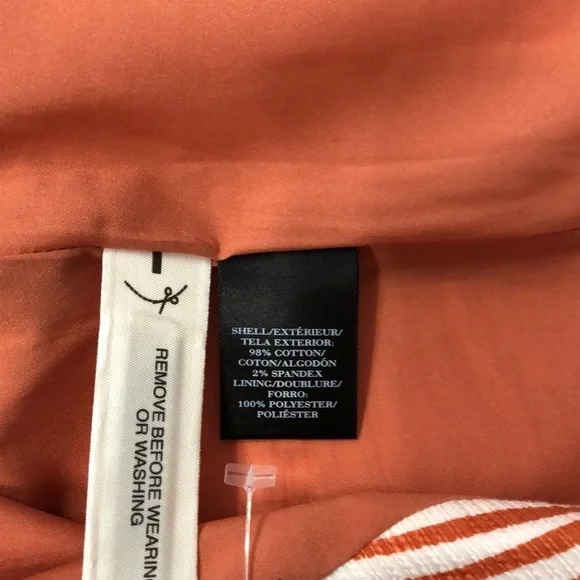 SHELL/EXTÉRIEUR/
TELA EXTERIOR:
98% COTTON/
COTON/ALGODÓN
2% SPANDEX
LINING/DOUBLURE/
FORRO:
100% POLYESTER/
POLIÉSTER
REMOVE BEFORE WEARING
OR WASHING